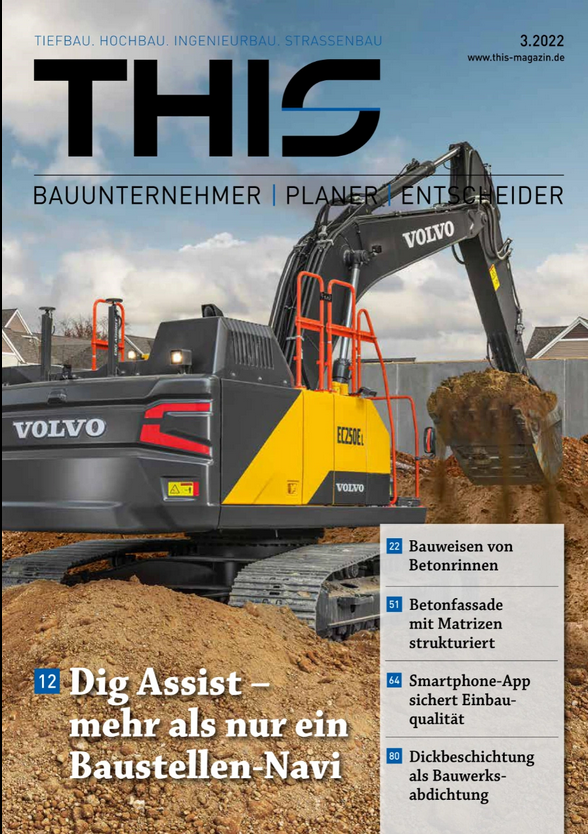 TIEFBAU. HOCHBAU. INGENIEURBAU. STRASSENBAU
3.2022
www.this-magazin.de
THIS
BAUUNTERNEHMER | PLANER | ENTSCHEIDER
VOLVO
VOLVO
EC250E
VOLVO
22 Bauweisen von
Betonrinnen
51 Betonfassade
mit Matrizen
strukturiert
64 Smartphone-App
sichert Einbau-
qualität
80 Dickbeschichtung
als Bauwerks-
abdichtung
12 Dig Assist –
mehr als nur ein
Baustellen-Navi